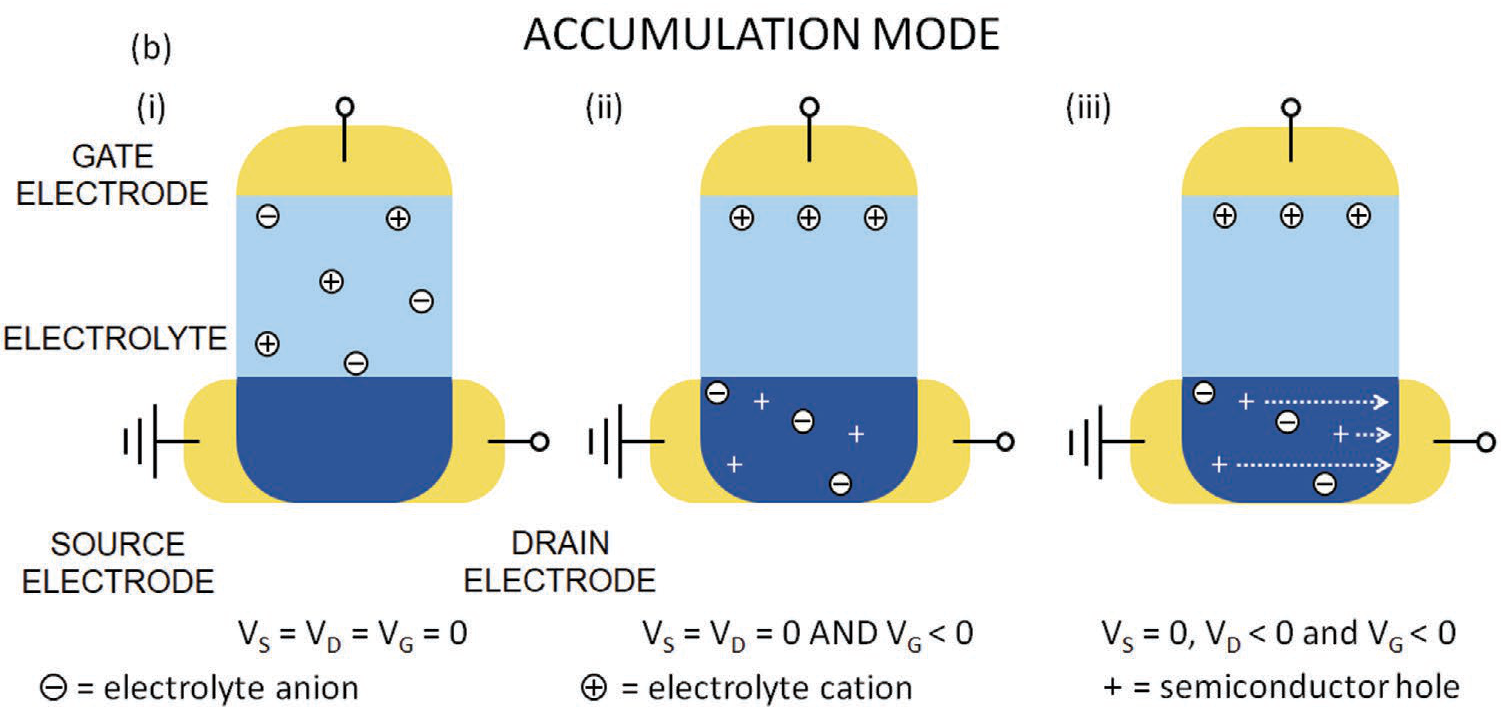 ACCUMULATION MODE
(b)
(i)
(ii)
(iii)
GATE
ELECTRODE
ELECTROLYTE
SOURCE
ELECTRODE
DRAIN
ELECTRODE
V_S = V_D = V_G = 0
V_S = V_D = 0 AND V_G < 0
V_S = 0, V_D < 0 and V_G < 0
⊖ = electrolyte anion
⊕ = electrolyte cation
+ = semiconductor hole